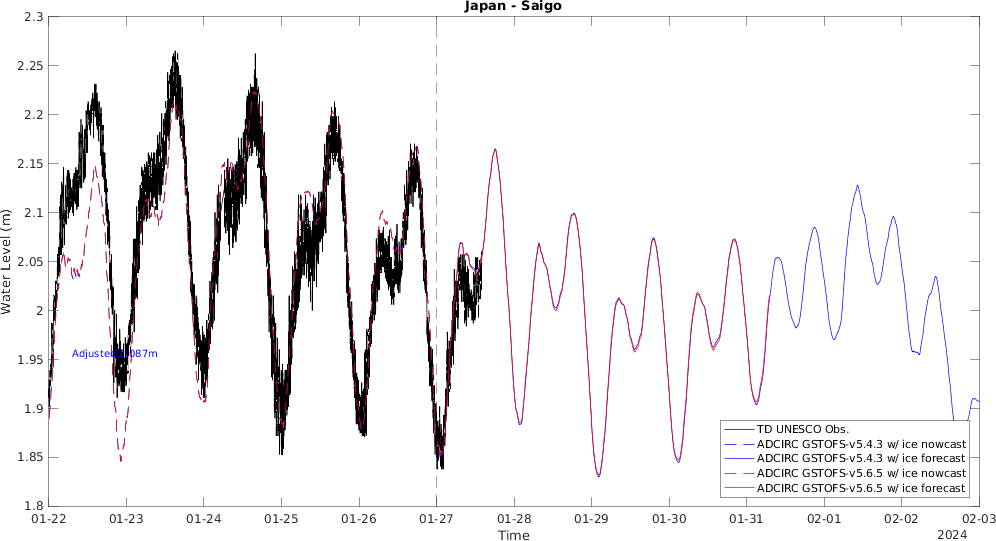 Japan - Saigo
2.3
2.25
2.2
2.15
2.1
2.05
2
1.95
1.9
1.85
1.8
Water Level (m)
Adjusted 087m
TD UNESCO Obs.
ADCIRC GSTOFS-v5.4.3 w/ ice nowcast
ADCIRC GSTOFS-v5.4.3 w/ ice forecast
ADCIRC GSTOFS-v5.6.5 w/ ice nowcast
ADCIRC GSTOFS-v5.6.5 w/ ice forecast
01-22 01-23 01-24 01-25 01-26 01-27 01-28 01-29 01-30 01-31 02-01 02-02 02-03
Time
2024